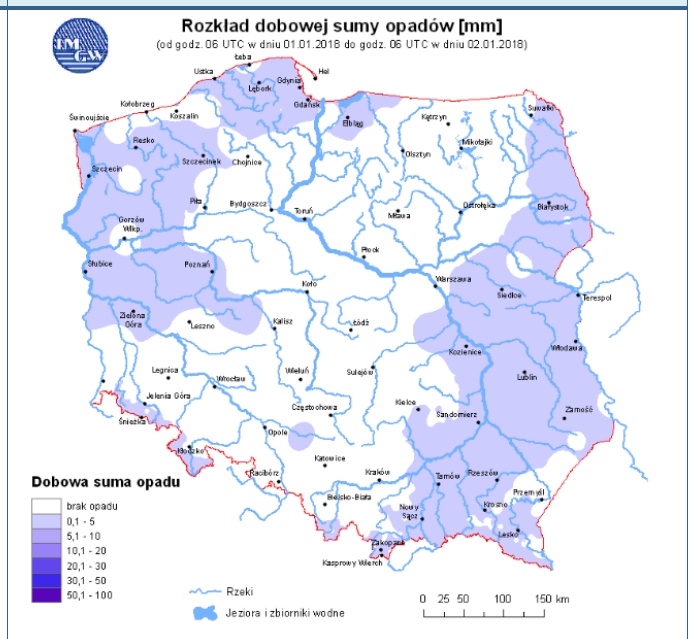 Rozkład dobowej sumy opadów [mm]
(od godz. 06 UTC w dniu 01.01.2018 do godz. 06 UTC w dniu 02.01.2018)
IMGW
Łeba
Ustka
Hel
Lębork
Gdynia
Gdańsk
Kołobrzeg
Koszalin
Świnoujście
Elbląg
Kętrzyn
Suwałki
Resko
Szczecinek
Chojnice
Olsztyn
Mikołajki
Szczecin
Piła
Bydgoszcz
Toruń
Mława
Ostrołęka
Białystok
Gorzów
Wlkp.
Płock
Słubice
Poznań
Koło
Warszawa
Siedlce
Terespol
Zielona
Góra
Leszno
Kalisz
Łódź
Kozienice
Włodawa
Legnica
Wrocław
Wieluń
Sulejów
Lublin
Jelenia Góra
Śnieżka
Częstochowa
Kielce
Sandomierz
Zamość
Opole
Kłodzko
Racibórz
Katowice
Kraków
Tarnów
Rzeszów
Przemyśl
Bielsko-Biała
Nowy
Sącz
Krosno
Lesko
Zakopane
Kasprowy Wierch
Dobowa suma opadu
brak opadu
0,1 - 5
5,1 - 10
10,1 - 20
20,1 - 30
30,1 - 50
50,1 - 100
Rzeki
Jeziora i zbiorniki wodne
0 25 50 100 150 km